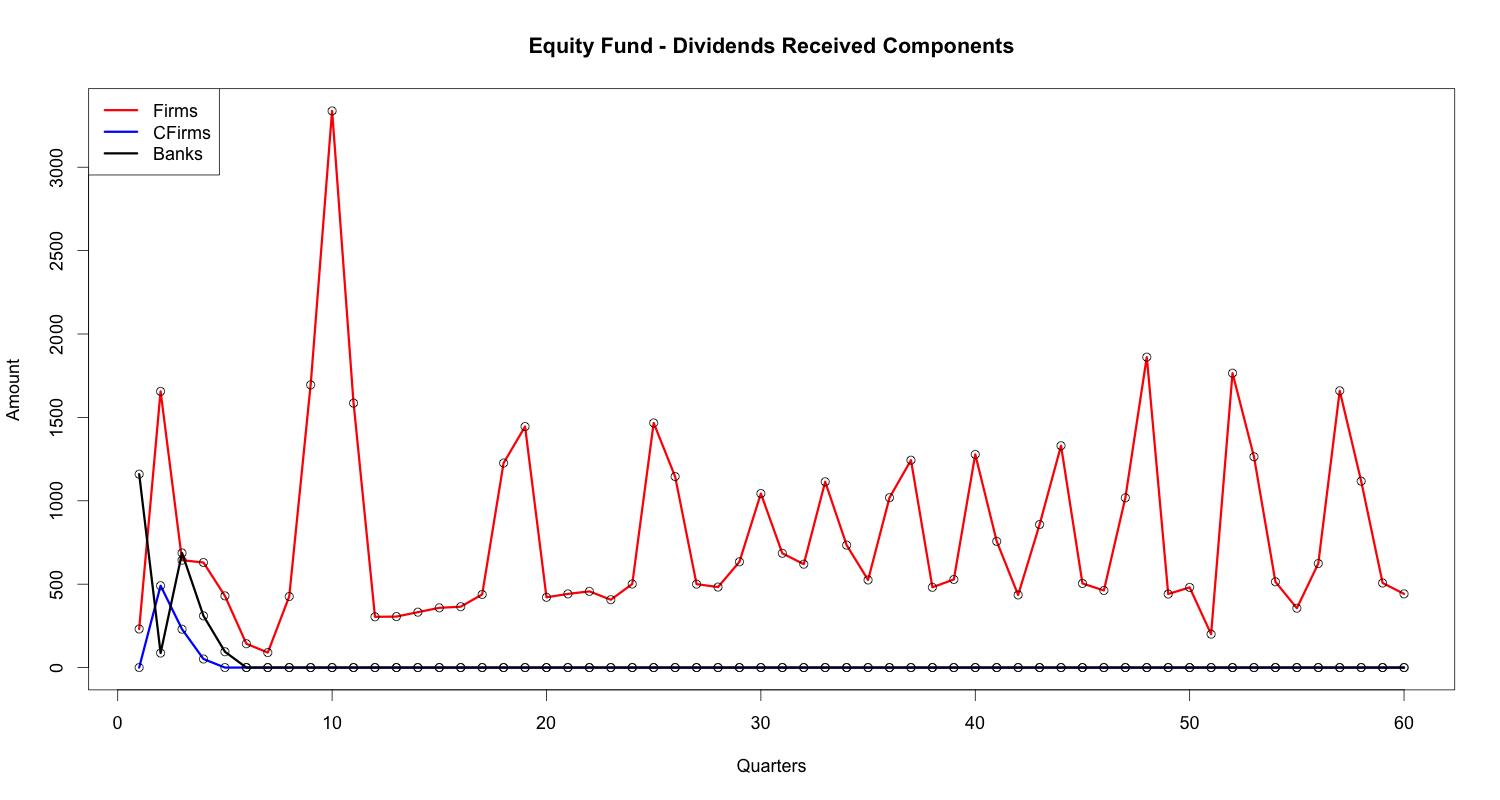 Equity Fund - Dividends Received Components
Firms
CFirms
Banks
Amount
3000
2500
2000
1500
1000
500
0
0 10 20 30 40 50 60
Quarters